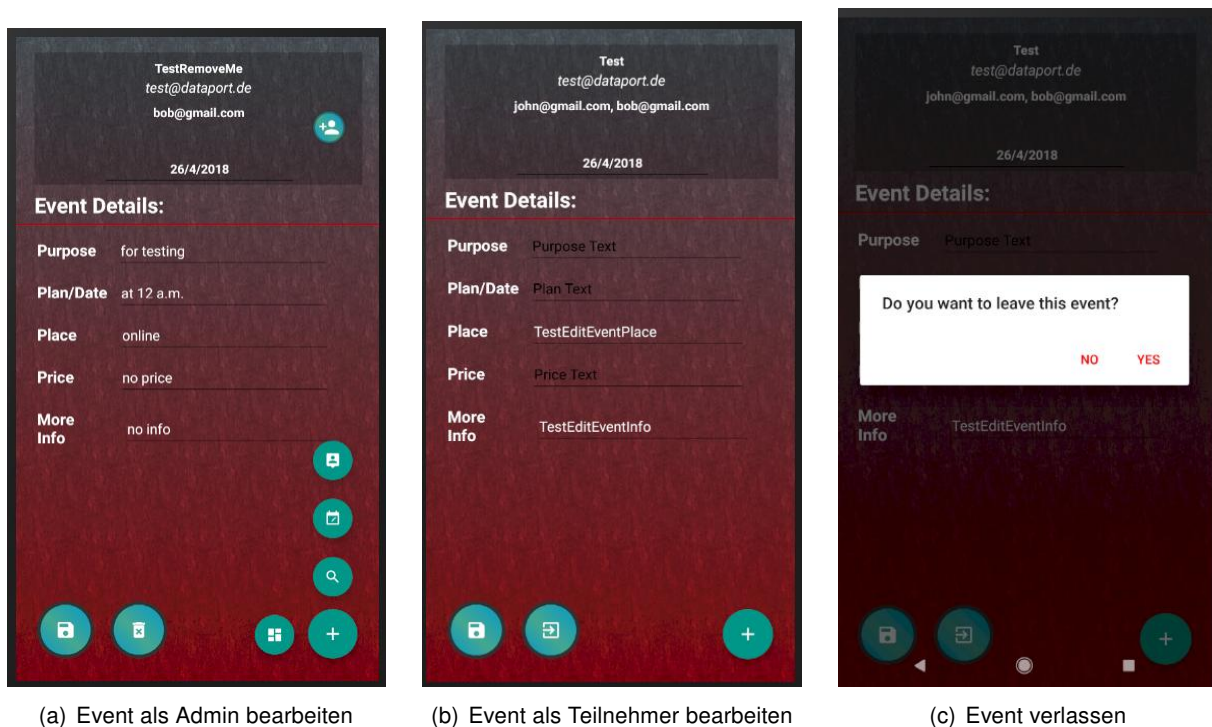 TestRemoveMe
test@dataport.de
bob@gmail.com
26/4/2018
Event Details:
Purpose for testing
Plan/Date at 12 a.m.
Place online
Price no price
More
Info no info
(a) Event als Admin bearbeiten
Test
test@dataport.de
john@gmail.com, bob@gmail.com
26/4/2018
Event Details:
Purpose Purpose Text
Plan/Date Plan Text
Place TestEditEventPlace
Price Price Text
More
Info TestEditEventInfo
(b) Event als Teilnehmer bearbeiten
Test
test@dataport.de
john@gmail.com, bob@gmail.com
26/4/2018
Event Details:
Purpose Purpose Text
Do you want to leave this event?
NO YES
More
Info TestEditEventInfo
(c) Event verlassen